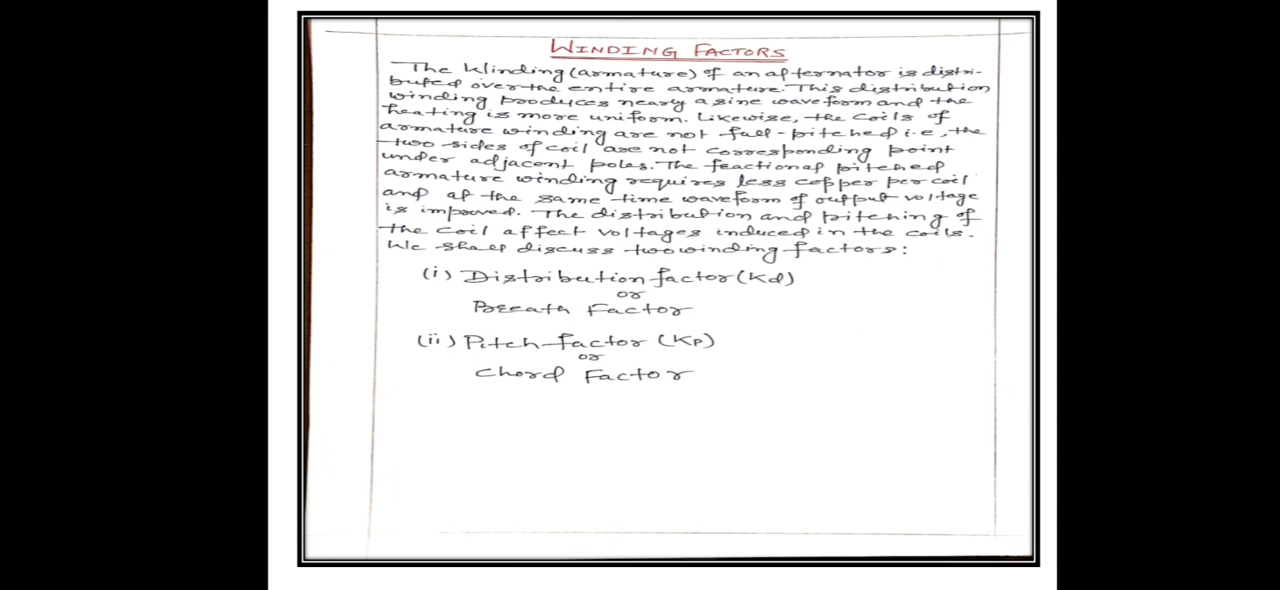 WINDING FACTORS
The Winding (armature) of an alternator is distri-
buted over the entire armature. This distribution
winding produces nearly a sine waveform and the
heating is more uniform. Likewise, the coils of
armature winding are not full-pitched i.e., the
two sides of coil are not corresponding point
under adjacent poles. The fractional pitched
armature winding requires less copper per coil
and at the same time waveform of output voltage
is improved. The distribution and pitching of
the coil affect voltages induced in the coils.
We shall discuss two winding factors:
(i) Distribution factor (Kd)
or
Breath Factor
(ii) Pitch factor (KP)
or
Chord Factor